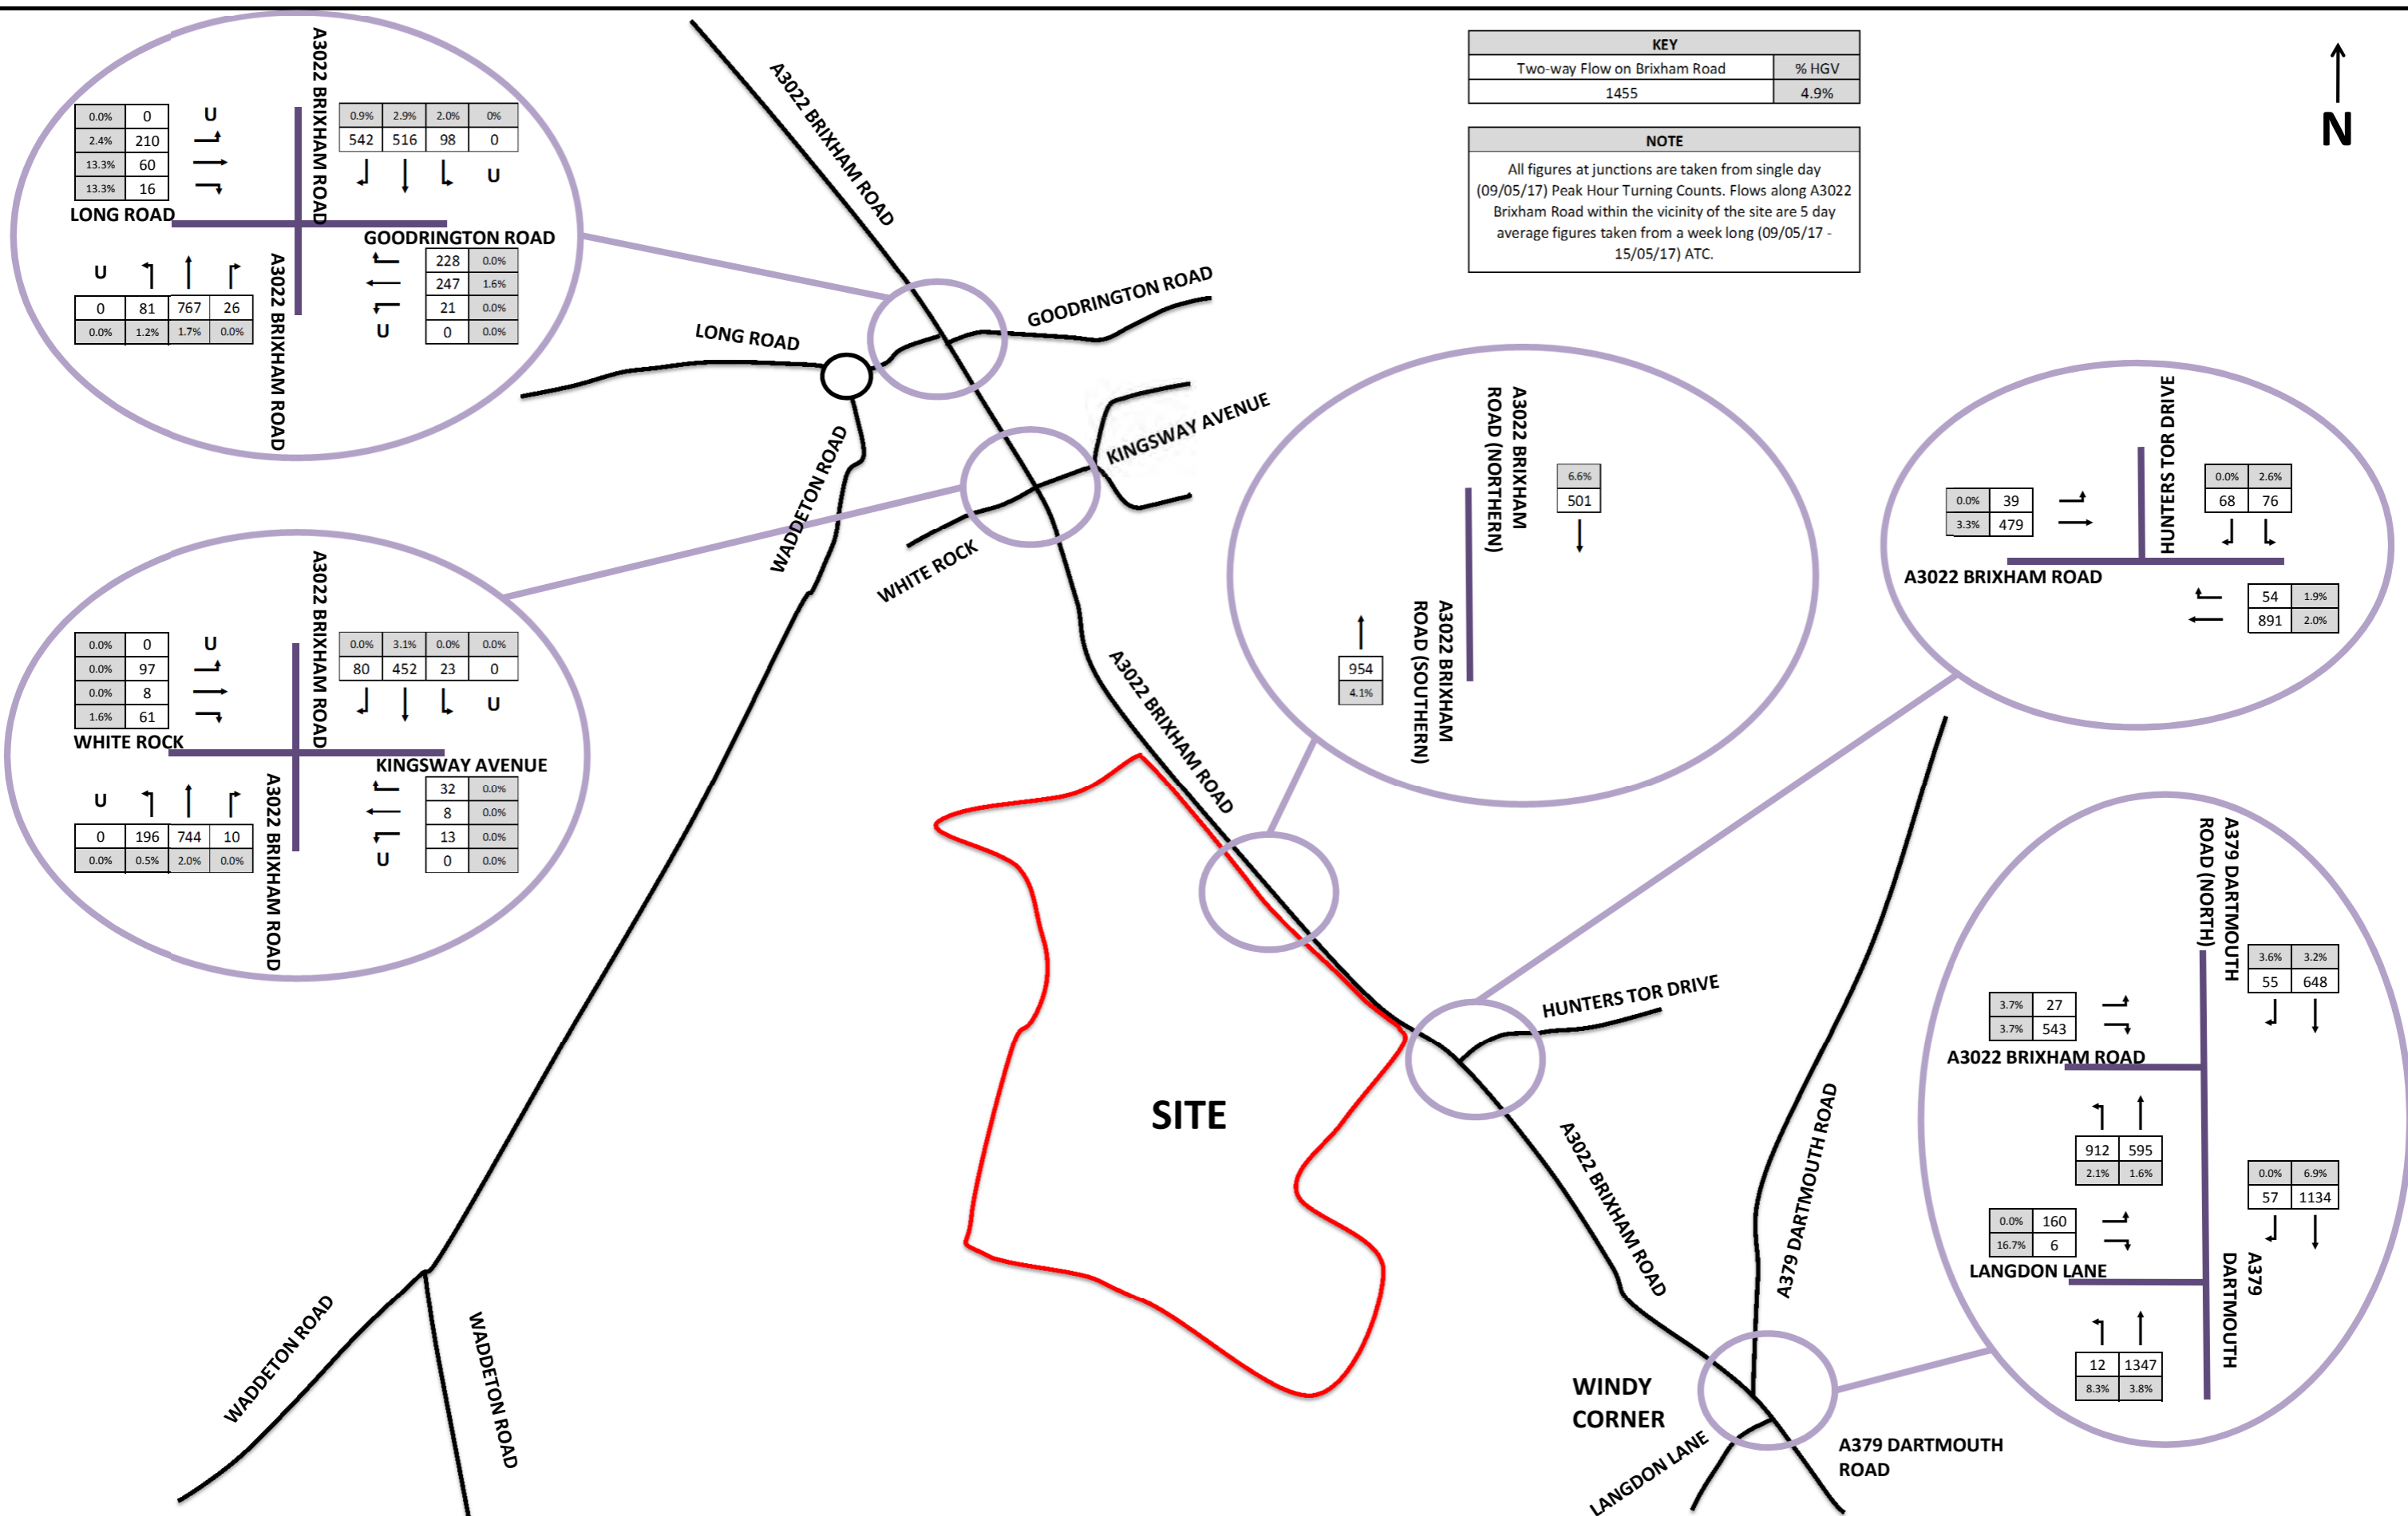 A3022 BRIXHAM ROAD
0.0% 0 U
2.4% 210
13.3% 60
13.3% 16
LONG ROAD
0.9% 2.9% 2.0% 0%
542 516 98 0
U
GOODRINGTON ROAD
228 0.0%
247 1.6%
21 0.0%
U 0 0.0%
U
0 81 767 26
0.0% 1.2% 1.7% 0.0%
A3022 BRIXHAM ROAD
A3022 BRIXHAM ROAD
0.0% 0 U
0.0% 97
0.0% 8
1.6% 61
WHITE ROCK
0.0% 3.1% 0.0% 0.0%
80 452 23 0
U
KINGSWAY AVENUE
32 0.0%
8 0.0%
13 0.0%
U 0 0.0%
U
0 196 744 10
0.0% 0.5% 2.0% 0.0%
A3022 BRIXHAM ROAD
KEY
Two-way Flow on Brixham Road % HGV
1455 4.9%
NOTE
All figures at junctions are taken from single day
(09/05/17) Peak Hour Turning Counts. Flows along A3022
Brixham Road within the vicinity of the site are 5 day
average figures taken from a week long (09/05/17 -
15/05/17) ATC.
N
A3022 BRIXHAM ROAD
GOODRINGTON ROAD
LONG ROAD
KINGSWAY AVENUE
WADDETON ROAD
WHITE ROCK
A3022 BRIXHAM ROAD
A3022 BRIXHAM
ROAD (NORTHERN)
6.6%
501
A3022 BRIXHAM
ROAD (SOUTHERN)
954
4.1%
HUNTERS TOR DRIVE
0.0% 39
3.3% 479
0.0% 2.6%
68 76
A3022 BRIXHAM ROAD
54 1.9%
891 2.0%
HUNTERS TOR DRIVE
SITE
A3022 BRIXHAM ROAD
A379 DARTMOUTH ROAD
A379 DARTMOUTH
ROAD (NORTH)
3.6% 3.2%
55 648
3.7% 27
3.7% 543
A3022 BRIXHAM ROAD
912 595
2.1% 1.6%
0.0% 6.9%
57 1134
0.0% 160
16.7% 6
LANGDON LANE
A379
DARTMOUTH
12 1347
8.3% 3.8%
WADDETON ROAD
WADDETON ROAD
WINDY
CORNER
LANGDON LANE
A379 DARTMOUTH
ROAD